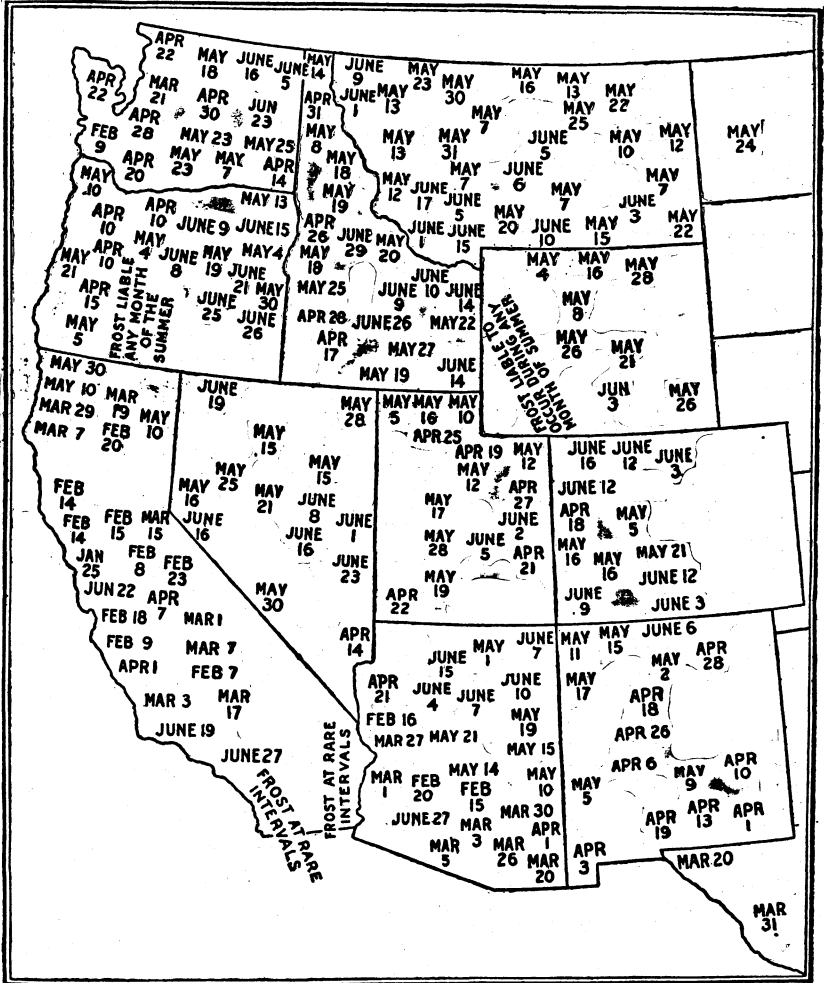 APR
22
MAY
18
JUNE
16
JUNE
5
APR
22
MAR
21
APR
30
JUN
23
APR
28
FEB
9
MAY 23
MAY 25
APR
20
MAY
23
MAY
7
APR
14
MAY
14
APR
31
MAY
8
MAY
18
MAY
19
APR
26
JUNE
29
MAY
20
MAY
18
MAY 25
JUNE
9
JUNE
10
JUNE
14
APR 28
JUNE 26
MAY 22
APR
17
MAY 27
MAY 19
JUNE
14
JUNE
9
MAY
23
MAY
30
MAY
16
MAY
13
MAY
22
JUNE
1
MAY
13
MAY
7
MAY
25
MAY
13
MAY
31
JUNE
5
MAY
10
MAY
12
MAY
12
JUNE
17
MAY
7
JUNE
6
MAY
7
MAY
7
JUNE
5
JUNE
3
JUNE
1
JUNE
15
MAY
20
JUNE
10
MAY
15
MAY
22
MAY
24
MAY
10
MAY 13
APR
10
APR
10
JUNE 9
JUNE 15
MAY
21
APR
10
MAY
4
JUNE
8
MAY
19
MAY 4
JUNE
21
MAY
30
APR
15
JUNE
25
JUNE
26
MAY
5
FROST LIABLE
ANY MONTH
OF THE
SUMMER
MAY
4
MAY
16
MAY
28
MAY
8
MAY
26
MAY
21
JUN
3
MAY
26
FROST LIABLE TO
OCCUR DURING ANY
MONTH OF SUMMER
MAY 30
MAY 10
MAR
19
MAR 29
MAY
10
MAR 7
FEB
20
FEB
14
FEB
14
FEB
15
MAR
15
JAN
25
FEB
8
FEB
23
JUN 22
APR
7
FEB 18
MAR 1
FEB 9
MAR 7
APR 1
FEB 7
MAR 3
MAR
17
JUNE 19
JUNE 27
FROST AT RARE
INTERVALS
FROST AT RARE
INTERVALS
FROST AT RARE
INTERVALS
JUNE
19
MAY
28
MAY
15
MAY
25
MAY
15
MAY
16
MAY
21
JUNE
8
JUNE
16
JUNE
16
JUNE
1
JUNE
23
MAY
30
APR
14
MAY
5
MAY
16
MAY
10
APR 25
APR 19
MAY
12
MAY
12
APR
27
MAY
17
JUNE
2
MAY
28
JUNE
5
APR
21
MAY
19
APR
22
JUNE
16
JUNE
12
JUNE
3
JUNE 12
APR
18
MAY
5
MAY
16
MAY
16
MAY 21
JUNE 12
JUNE
9
JUNE 3
JUNE
15
MAY
1
JUNE
7
APR
21
JUNE
4
JUNE
7
JUNE
10
FEB 16
MAY
19
MAR 27
MAY 21
MAY 15
MAR
1
FEB
20
MAY 14
FEB
15
MAY
10
JUNE 27
MAR 30
MAR
3
APR
1
MAR
5
MAR
26
MAR
20
MAY
11
MAY
15
JUNE 6
MAY
17
MAY
2
APR
28
APR
18
APR 26
APR 6
MAY
9
APR
10
MAY
5
APR
19
APR
13
APR
1
APR
3
MAR 20
MAR
31